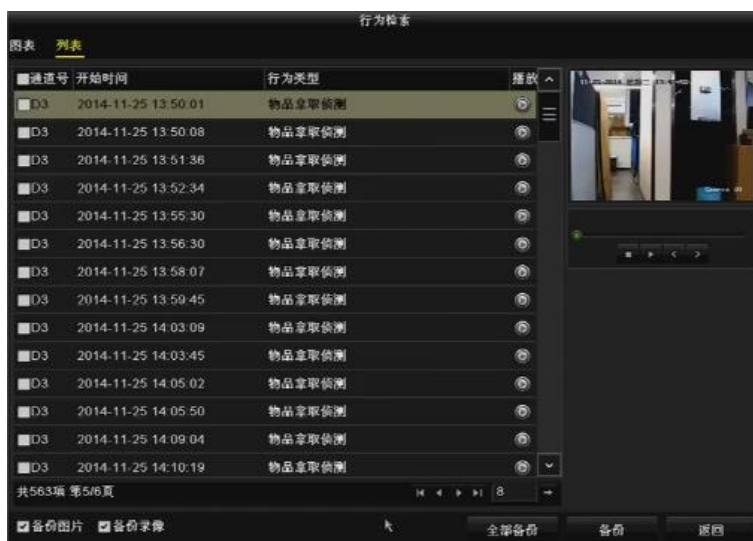 行为检索
图表 列表
通道号 开始时间 行为类型 播放
D3 2014-11-25 13:50:01 物品拿取侦测
D3 2014-11-25 13:50:08 物品拿取侦测
D3 2014-11-25 13:51:36 物品拿取侦测
D3 2014-11-25 13:52:34 物品拿取侦测
D3 2014-11-25 13:55:30 物品拿取侦测
D3 2014-11-25 13:56:30 物品拿取侦测
D3 2014-11-25 13:58:07 物品拿取侦测
D3 2014-11-25 13:59:45 物品拿取侦测
D3 2014-11-25 14:03:09 物品拿取侦测
D3 2014-11-25 14:03:45 物品拿取侦测
D3 2014-11-25 14:05:02 物品拿取侦测
D3 2014-11-25 14:05:50 物品拿取侦测
D3 2014-11-25 14:09:04 物品拿取侦测
D3 2014-11-25 14:10:19 物品拿取侦测
共563项 第5/6页 8
备份图片 备份录像 全部备份 备份 返回